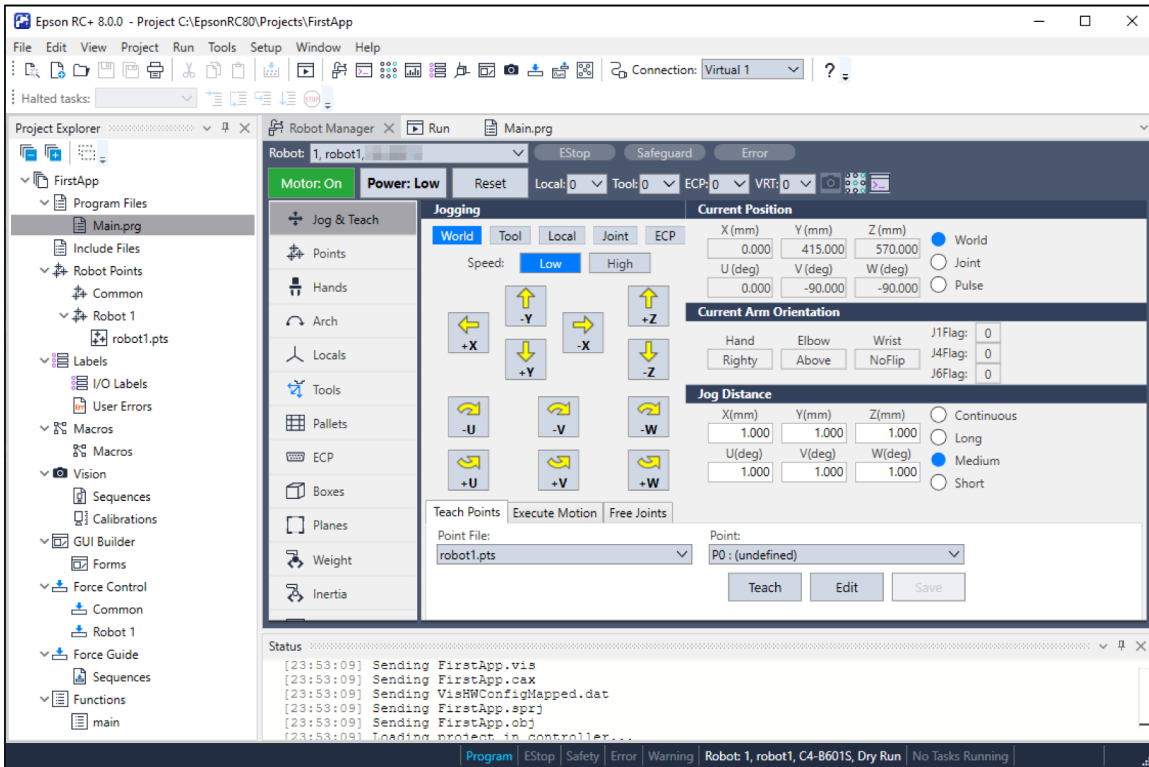 Epson RC+ 8.0.0 - Project C:\EpsonRC80\Projects\FirstApp
File Edit View Project Run Tools Setup Window Help
Connection: Virtual 1 ?
Halted tasks: STOP
Project Explorer
FirstApp
Program Files
Main.prg
Include Files
Robot Points
Common
Robot 1
robot1.pts
Labels
I/O Labels
User Errors
Macros
Macros
Vision
Sequences
Calibrations
GUI Builder
Forms
Force Control
Common
Robot 1
Force Guide
Sequences
Functions
main
Robot Manager Run Main.prg
Robot: 1, robot1, EStop Safeguard Error
Motor: On Power: Low Reset Local: 0 Tool: 0 ECP: 0 VRT: 0
Jog & Teach
Points
Hands
Arch
Locals
Tools
Pallets
ECP
Boxes
Planes
Weight
Inertia
Jogging
World Tool Local Joint ECP
Speed: Low High
-Y +Z
+X -X
+Y -Z
-U -V -W
+U +V +W
Current Position
X (mm) Y (mm) Z (mm)
0.000 415.000 570.000
U (deg) V (deg) W (deg)
0.000 -90.000 -90.000
World
Joint
Pulse
Current Arm Orientation
Hand Elbow Wrist
Righty Above NoFlip
J1Flag: 0
J4Flag: 0
J6Flag: 0
Jog Distance
X(mm) Y(mm) Z(mm)
1.000 1.000 1.000
U(deg) V(deg) W(deg)
1.000 1.000 1.000
Continuous
Long
Medium
Short
Teach Points Execute Motion Free Joints
Point File: Point:
robot1.pts P0 : (undefined)
Teach Edit Save
Status
[23:53:09] Sending FirstApp.vis
[23:53:09] Sending FirstApp.cax
[23:53:09] Sending VisHWConfigMapped.dat
[23:53:09] Sending FirstApp.sprj
[23:53:09] Sending FirstApp.obj
[23:53:09] Loading project in controller...
Program EStop Safety Error Warning Robot: 1, robot1, C4-B601S, Dry Run No Tasks Running